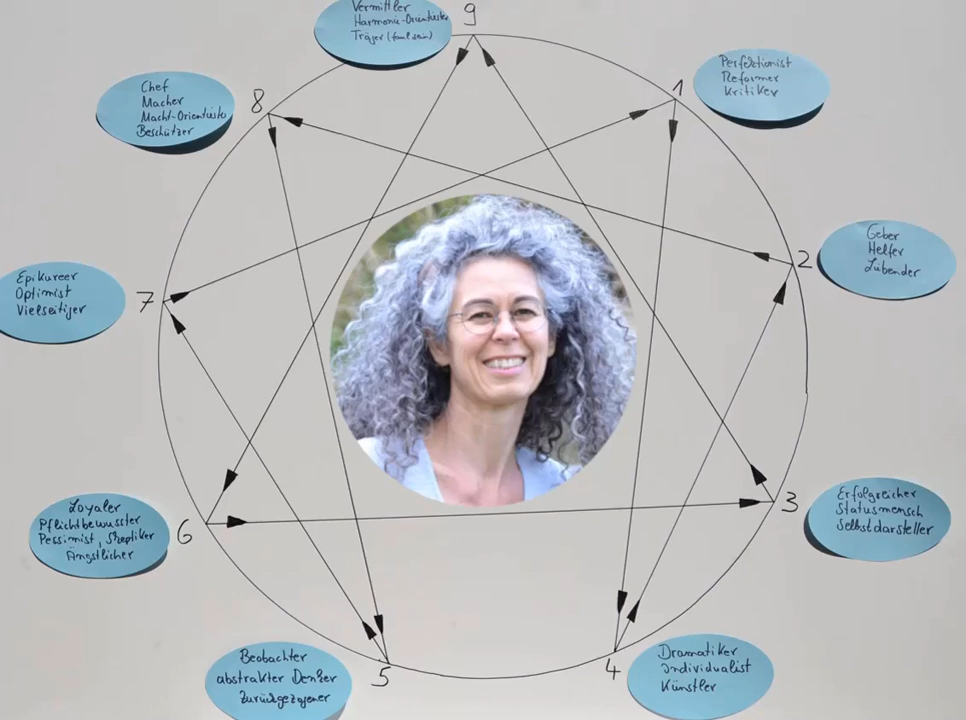 9
Vermittler
Harmonie-Orientierter
Träger (faul sein)
1
Perfektionist
Reformer
Kritiker
2
Geber
Helfer
Liebender
3
Erfolgreicher
Statusmensch
Selbstdarsteller
4
Dramatiker
Individualist
Künstler
5
Beobachter
abstrakter Denker
Zurückgezogener
6
Loyaler
Pflichtbewusster
Pessimist, Skeptiker
Ängstlicher
7
Epikureer
Optimist
Vielseitiger
8
Chef
Macher
Macht-Orientierter
Beschützer